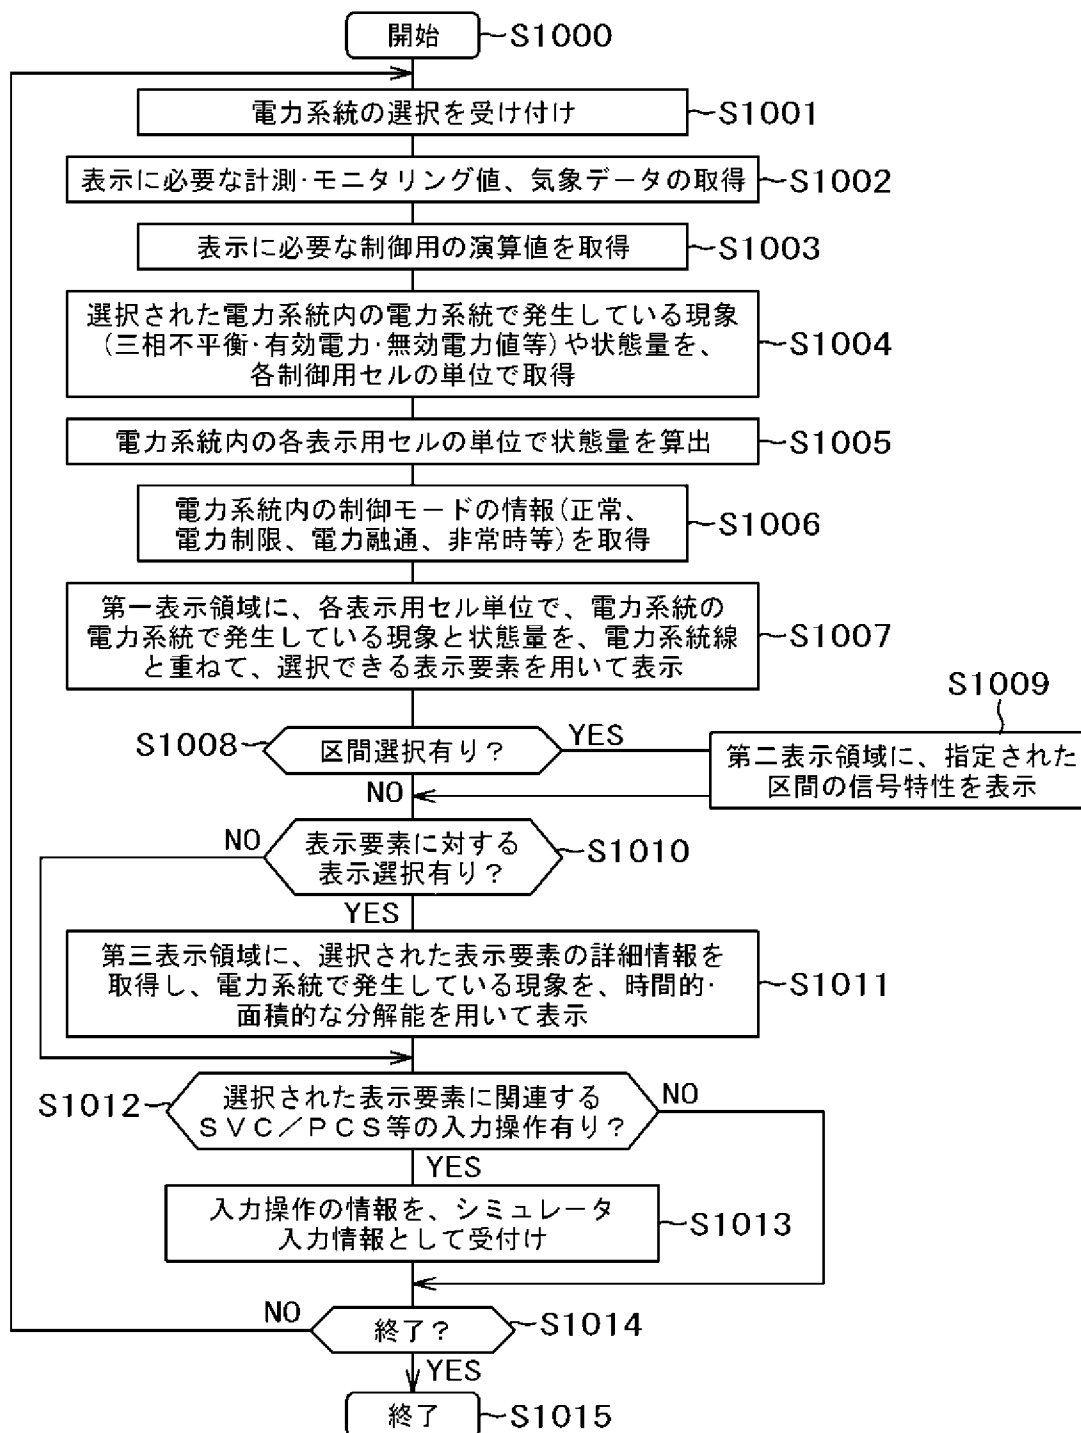 開始 S1000
電力系統の選択を受け付け S1001
表示に必要な計測・モニタリング値、気象データの取得 S1002
表示に必要な制御用の演算値を取得 S1003
選択された電力系統内の電力系統で発生している現象
(三相不平衡・有効電力・無効電力値等)や状態量を、
各制御用セルの単位で取得
S1004
電力系統内の各表示用セルの単位で状態量を算出 S1005
電力系統内の制御モードの情報(正常、
電力制限、電力融通、非常時等)を取得
S1006
第一表示領域に、各表示用セル単位で、電力系統の
電力系統で発生している現象と状態量を、電力系統線
と重ねて、選択できる表示要素を用いて表示
S1007
S1008 区間選択有り? YES
NO
S1009
第二表示領域に、指定された
区間の信号特性を表示
NO
表示要素に対する
表示選択有り?
S1010
YES
第三表示領域に、選択された表示要素の詳細情報を
取得し、電力系統で発生している現象を、時間的・
面積的な分解能を用いて表示
S1011
S1012
選択された表示要素に関連する
SVC/PCS等の入力操作有り?
NO
YES
入力操作の情報を、シミュレータ
入力情報として受付け
S1013
NO
終了? S1014
YES
終了 S1015